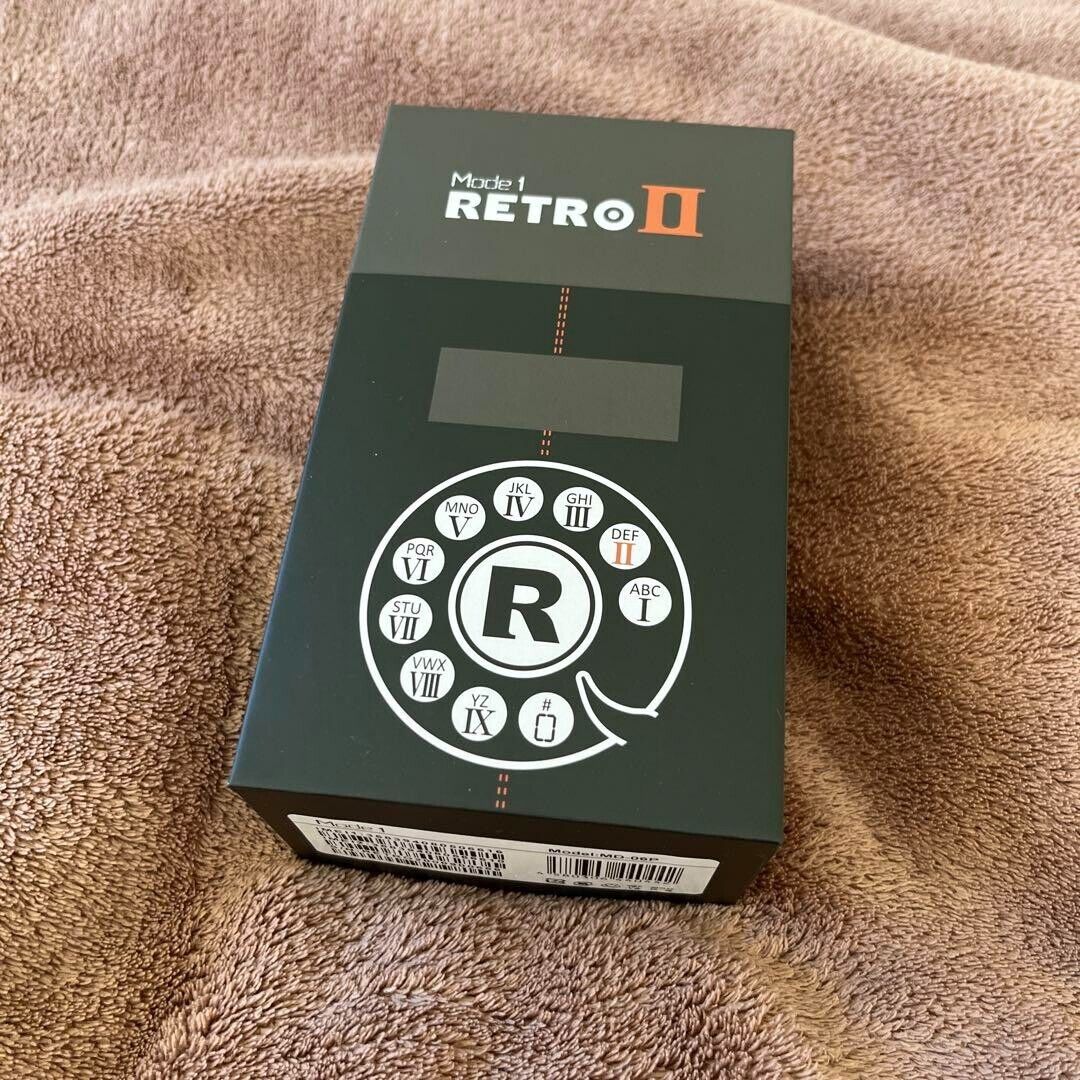 Mode 1
RETRO II
JKL
IV
GHI
III
MNO
V
DEF
II
PQR
VI
ABC
I
R
STU
VII
VWX
VIII
YZ
IX
#
0
Mode 1
Model:MD-06P